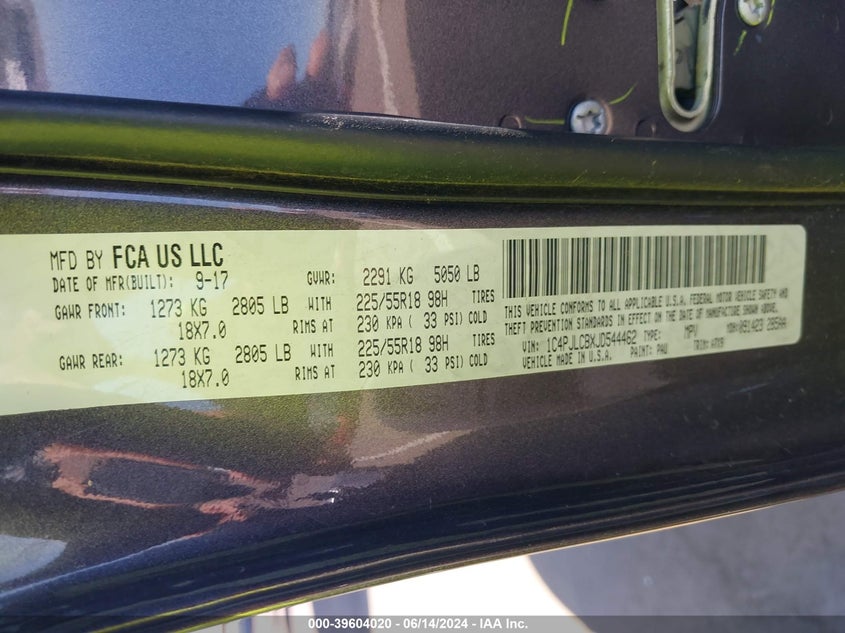 MFD BY FCA US LLC
DATE OF MFR(BUILT): 9-17 GVWR: 2291 KG 5050 LB
GAWR FRONT: 1273 KG 2805 LB WITH 225/55R18 98H TIRES
18X7.0 RIMS AT 230 KPA ( 33 PSI) COLD
GAWR REAR: 1273 KG 2805 LB WITH 225/55R18 98H TIRES
18X7.0 RIMS AT 230 KPA ( 33 PSI) COLD
THIS VEHICLE CONFORMS TO ALL APPLICABLE U.S.A. FEDERAL MOTOR VEHICLE SAFETY AND
THEFT PREVENTION STANDARDS IN EFFECT ON THE DATE OF MANUFACTURE SHOWN ABOVE.
VIN: 1C4PJLCBXJD544462 TYPE: MPV MDH: 091423 285AA
PAINT: PAU TRIM:
000-39604020 - 06/14/2024 - IAA Inc.